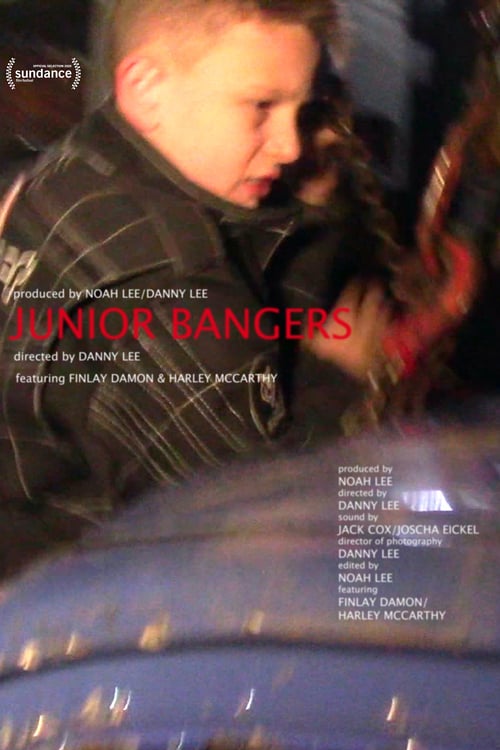 OFFICIAL SELECTION
sundance
film festival
produced by NOAH LEE/DANNY LEE
JUNIOR BANGERS
directed by DANNY LEE
featuring FINLAY DAMON & HARLEY MCCARTHY
produced by
NOAH LEE
directed by
DANNY LEE
sound by
JACK COX/JOSCHA EICKEL
director of photography
DANNY LEE
edited by
NOAH LEE
featuring
FINLAY DAMON/
HARLEY MCCARTHY